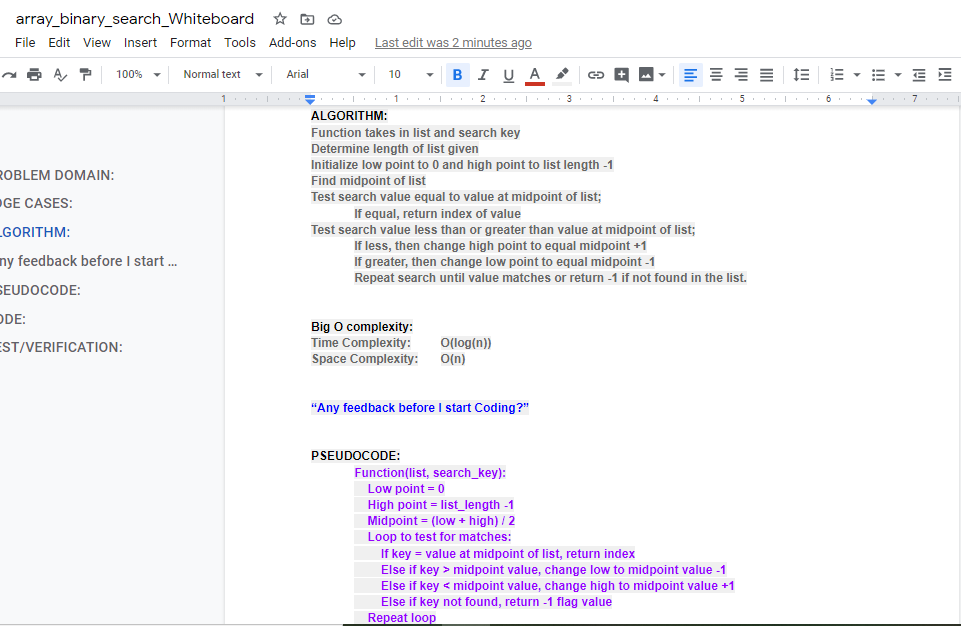 array_binary_search_Whiteboard
File Edit View Insert Format Tools Add-ons Help Last edit was 2 minutes ago
100% Normal text Arial 10 B I U A
1 1 2 3 4 5 6 7
ROBLEM DOMAIN:
GE CASES:
LGORITHM:
ny feedback before I start ...
SEUDOCODE:
ODE:
EST/VERIFICATION:
ALGORITHM:
Function takes in list and search key
Determine length of list given
Initialize low point to 0 and high point to list length -1
Find midpoint of list
Test search value equal to value at midpoint of list;
If equal, return index of value
Test search value less than or greater than value at midpoint of list;
If less, then change high point to equal midpoint +1
If greater, then change low point to equal midpoint -1
Repeat search until value matches or return -1 if not found in the list.
Big O complexity:
Time Complexity: O(log(n))
Space Complexity: O(n)
“Any feedback before I start Coding?”
PSEUDOCODE:
Function(list, search_key):
Low point = 0
High point = list_length -1
Midpoint = (low + high) / 2
Loop to test for matches:
If key = value at midpoint of list, return index
Else if key > midpoint value, change low to midpoint value -1
Else if key < midpoint value, change high to midpoint value +1
Else if key not found, return -1 flag value
Repeat loop